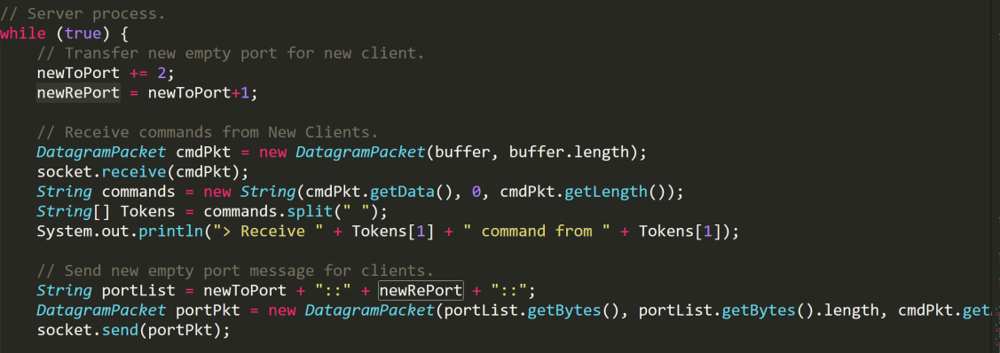 // Server process.
while (true) {
    // Transfer new empty port for new client.
    newToPort += 2;
    newRePort = newToPort+1;

    // Receive commands from New Clients.
    DatagramPacket cmdPkt = new DatagramPacket(buffer, buffer.length);
    socket.receive(cmdPkt);
    String commands = new String(cmdPkt.getData(), 0, cmdPkt.getLength());
    String[] Tokens = commands.split(" ");
    System.out.println("> Receive " + Tokens[1] + " command from " + Tokens[1]);

    // Send new empty port message for clients.
    String portList = newToPort + "::" + newRePort + "::";
    DatagramPacket portPkt = new DatagramPacket(portList.getBytes(), portList.getBytes().length, cmdPkt.get
    socket.send(portPkt);